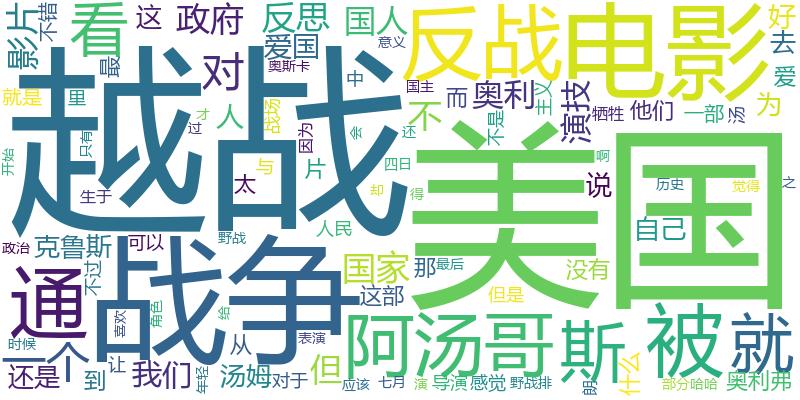 影片
不错
看
这
政府
反思
国人
反战
电影
好
去
爱
为
最
爱国
意义
奥斯卡
对
越战
中
国主
而
奥利
不
演技
主义
牺牲
他们
一部
汤
就是
里
人
才
过
战场
因为
会
还
不是
只有
开始
与
片
四日
啊
美国
太
却
得
说
历史
觉得
之
生于
人民
自己
政治
克鲁斯
可以
野战
国家
那
最后
没有
不过
战争
这部
但是
通
角色
给
喜欢
阿汤哥
斯
被
就
时候
一个
从
表演
但
什么
还是
到
让
我们
年轻
汤姆
对于
应该
七月
演
导演
感觉
野战排
朗
部分
哈哈
奥利弗